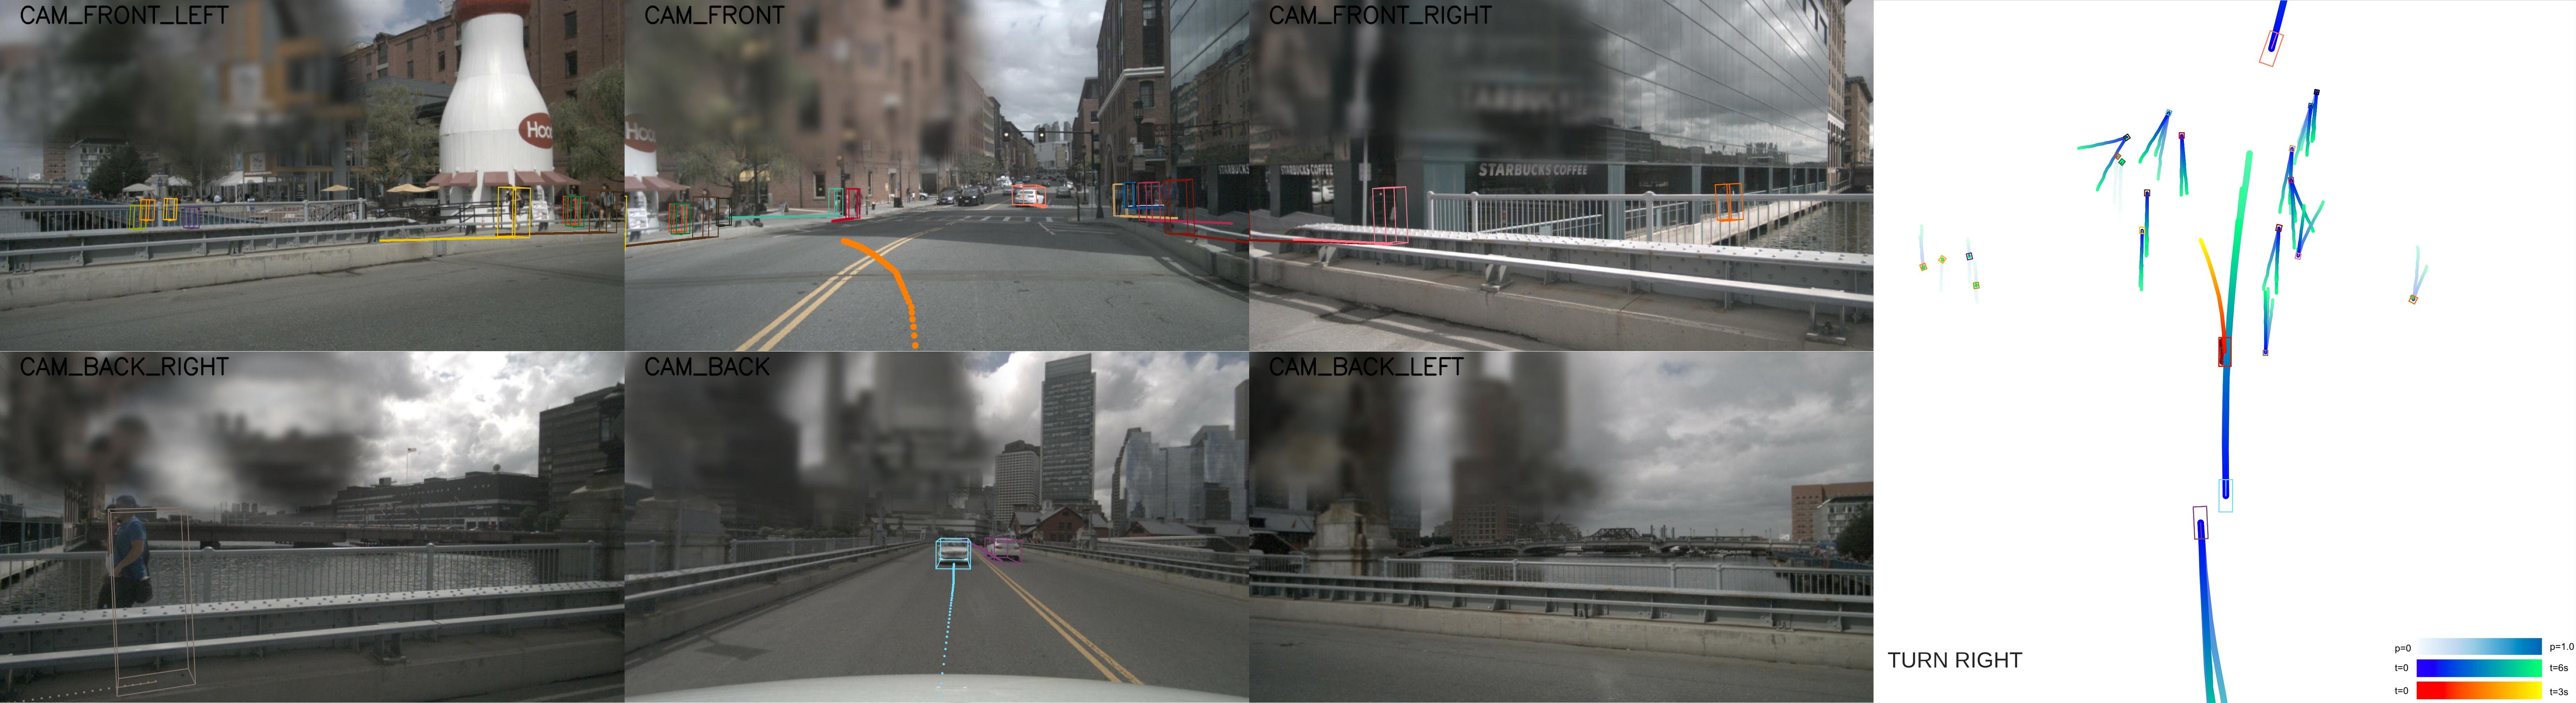 CAM_FRONT_LEFT
CAM_FRONT
CAM_FRONT_RIGHT
Hoo
Hoo
STARBUCKS
STARBUCKS COFFEE
STARBUCKS COFFEE
CAM_BACK_RIGHT
CAM_BACK
CAM_BACK_LEFT
TURN RIGHT
p=0
p=1.0
t=0
t=6s
t=0
t=3s